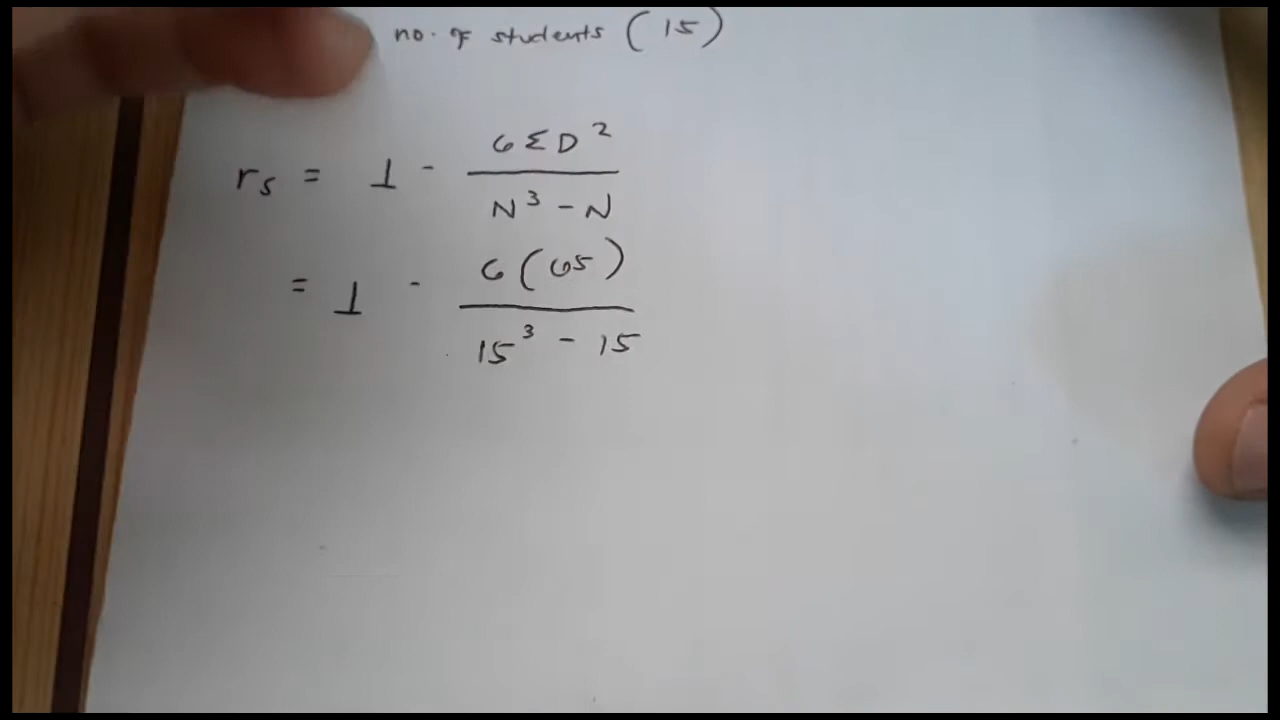 no. of students (15)
rs = 1 - 6ΣD² / N³ - N
= 1 - 6(65) / 15³ - 15